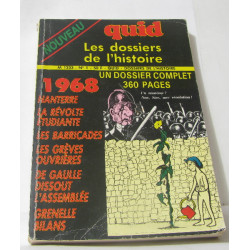 NOUVEAU
quid
Les dossiers
de l'histoire
1968
UN DOSSIER COMPLET
360 PAGES
NANTERRE
LA RÉVOLTE
ÉTUDIANTE
LES BARRICADES
LES GRÈVES
OUVRIÈRES
DE GAULLE
DISSOUT
L'ASSEMBLÉE
GRENELLE
BILANS